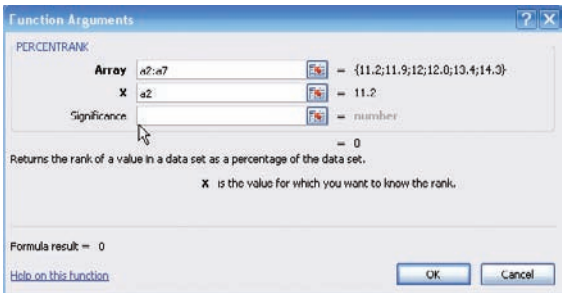 Function Arguments
PERCENTRANK
Array a2:a7 = {11.2;11.9;12;12.0;13.4;14.3}
X a2 = 11.2
Significance = number
= 0
Returns the rank of a value in a data set as a percentage of the data set.
X is the value for which you want to know the rank.
Formula result = 0
Help on this function
OK Cancel